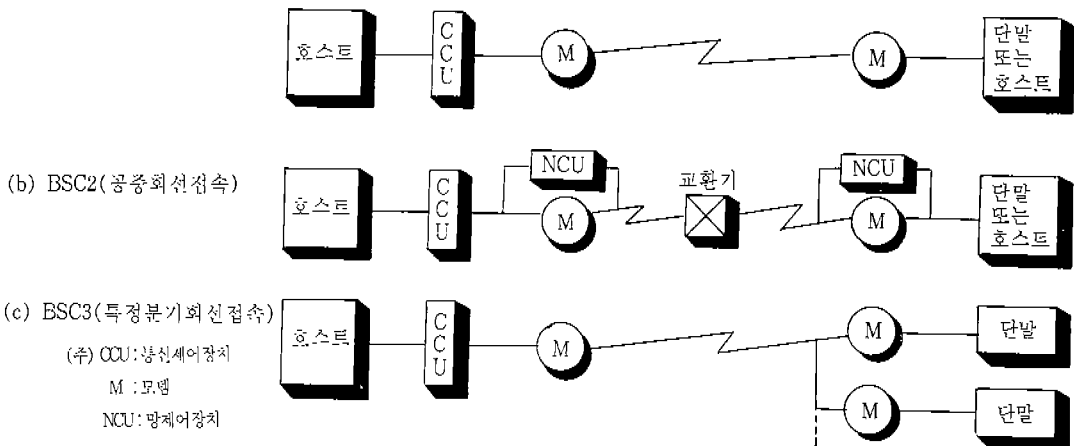 호스트
CCU
M
M
단말
또는
호스트
(b) BSC2(공중회선접속)
호스트
CCU
NCU
M
교환기
NCU
M
단말
또는
호스트
(c) BSC3(특정분기회선접속)
호스트
CCU
M
M
단말
M
단말
(주) CCU:통신제어장치
M :모뎀
NCU:망제어장치